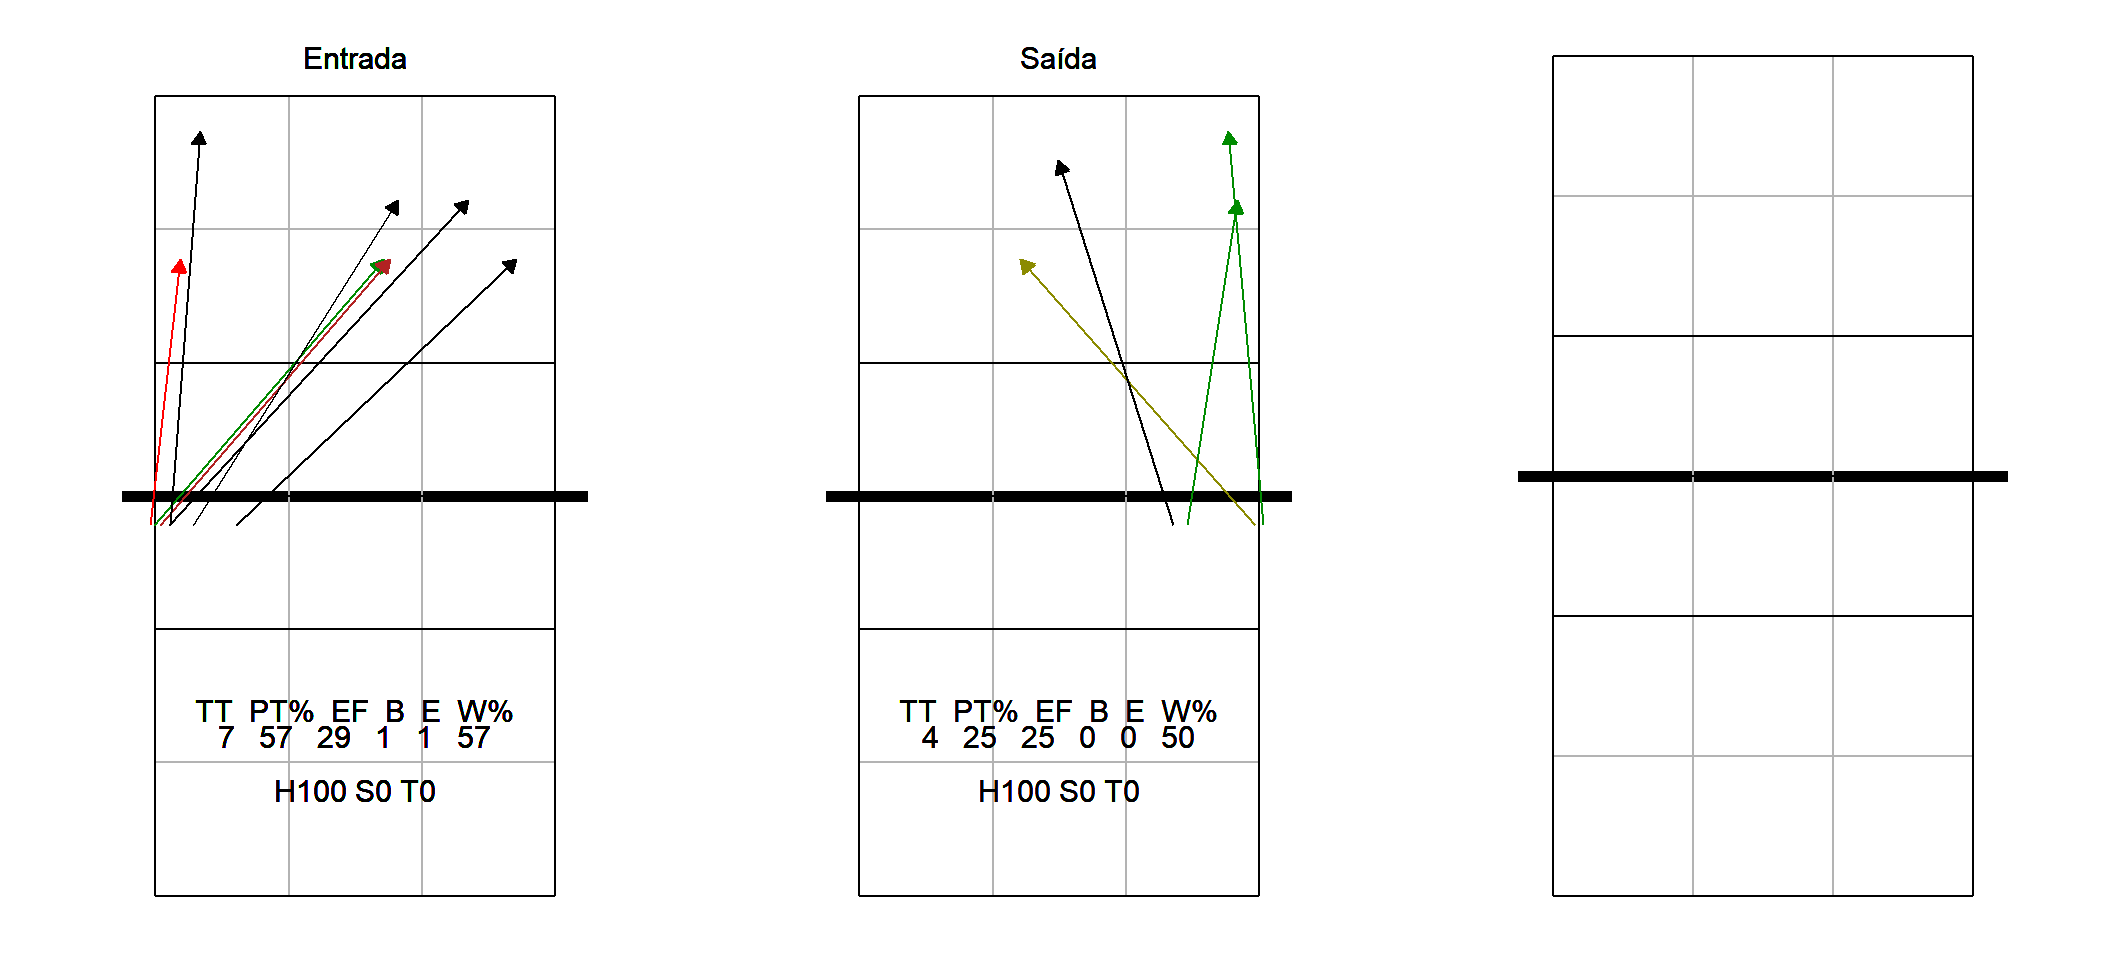 Entrada
TT PT% EF B E W%
7 57 29 1 1 57
H100 S0 T0
Saída
TT PT% EF B E W%
4 25 25 0 0 50
H100 S0 T0